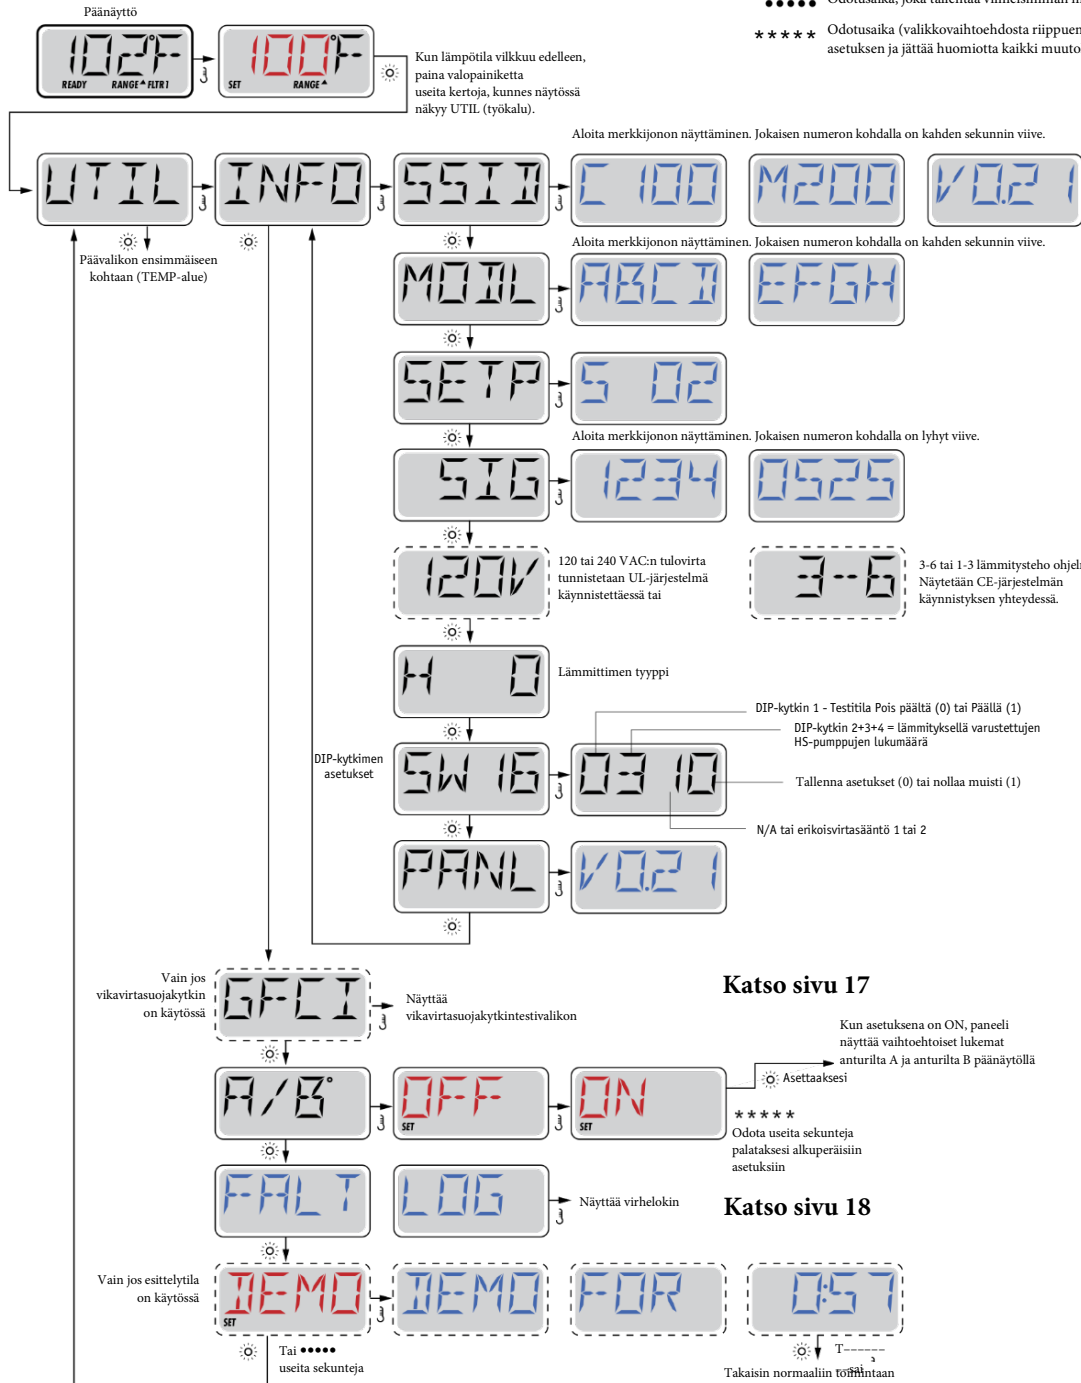 Päänäyttö
●●●●● Odotusaika, joka tallentaa viimeisimmän
102°F
READY RANGE FLTR1
100°F
SET RANGE
Kun lämpötila vilkkuu edelleen,
paina valopainiketta
useita kertoja, kunnes näytössä
näkyy UTIL (työkalu).
***** Odotusaika (valikkovaihtoehdosta
asetuksen ja jättää huomiotta kaikki
Aloita merkkijonon näyttäminen. Jokaisen numeron kohdalla on kahden sekunnin viive.
UTIL INFO SSID C 100 M200 V0.21
Päävalikon ensimmäiseen
kohtaan (TEMP-alue)
Aloita merkkijonon näyttäminen. Jokaisen numeron kohdalla on kahden sekunnin viive.
MODL ABCD EFGH
SETP S 02
Aloita merkkijonon näyttäminen. Jokaisen numeron kohdalla on lyhyt viive.
SIG 1234 0525
120V
120 tai 240 VAC:n tulovirta
tunnistetaan UL-järjestelmä
käynnistettäessä tai
3-6
3-6 tai 1-3 lämmitysteho
Näytetään CE-järjestelmän
käynnistyksen yhteydessä.
H 0
Lämmittimen tyyppi
DIP-kytkin 1 - Testitila Pois päältä (0) tai Päällä (1)
DIP-kytkin 2+3+4 = lämmityksellä varustettujen
HS-pumppujen lukumäärä
DIP-kytkimen
asetukset
SW 16 0310
Tallenna asetukset (0) tai nollaa muisti (1)
N/A tai erikoisvirtasääntö 1 tai 2
PANL V0.21
Vain jos
vikavirtasuojakytkin
on käytössä
GFCI
Näyttää
vikavirtasuojakytkintestivalikon
Katso sivu 17
Kun asetuksena on ON, paneeli
näyttää vaihtoehtoiset lukemat
anturilta A ja anturilta B päänäytöllä
A/B°
OFF
SET
ON
SET
Asettaaksesi
*****
Odota useita sekunteja
palataksesi alkuperäisiin
asetuksiin
FALT LOG
Näyttää virhelokin
Katso sivu 18
Vain jos esittelytila
on käytössä
DEMO
SET
DEMO FOR 0:57
Tai ●●●●●
useita sekunteja
Takaisin normaaliin toimintaan